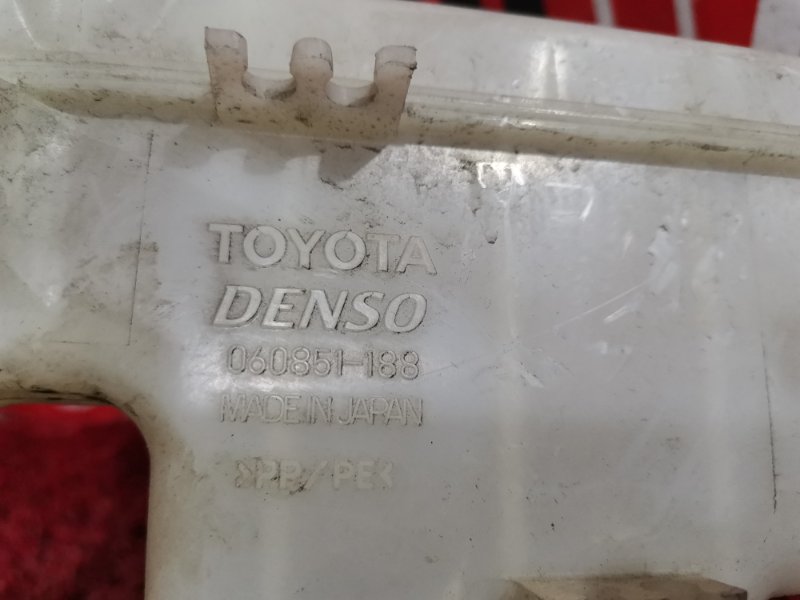 TOYOTA
DENSO
060851-188
MADE IN JAPAN
>PP/PE<